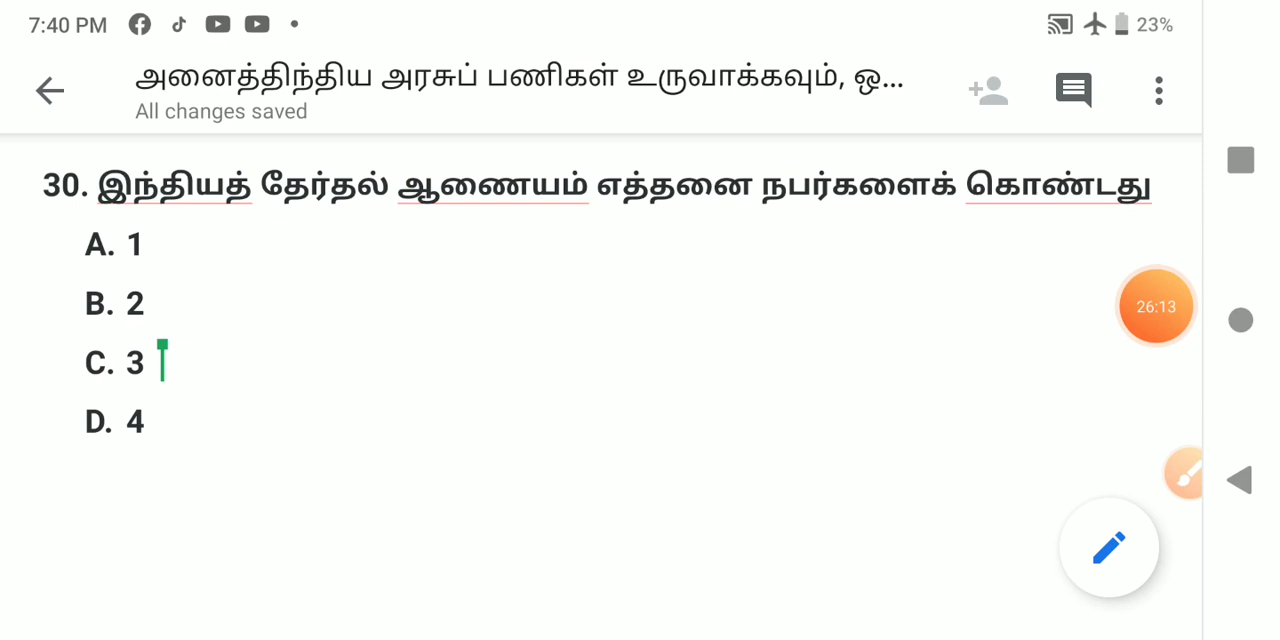 7:40 PM
23%
அனைத்திந்திய அரசுப் பணிகள் உருவாக்கவும், ஒ...
All changes saved
30. இந்தியத் தேர்தல் ஆணையம் எத்தனை நபர்களைக் கொண்டது
A. 1
B. 2
26:13
C. 3
D. 4